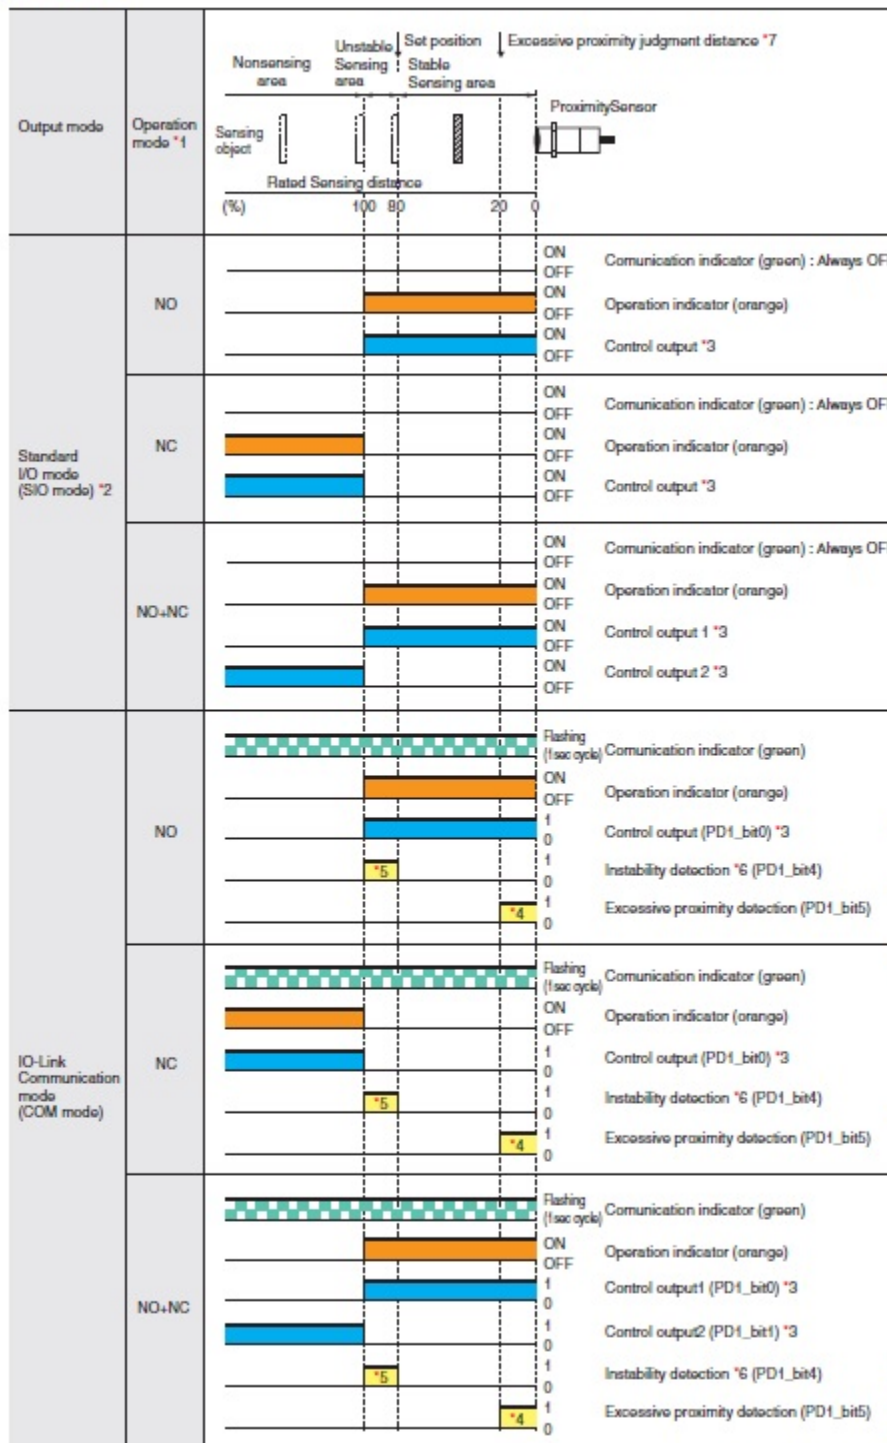 Output mode
Operation
mode *1
Nonsensing
area
Unstable
Sensing
area
Set position
Stable
Sensing area
Excessive proximity judgment distance *7
ProximitySensor
Sensing
object
Rated Sensing distance
(%) 100 80 20 0
Standard
I/O mode
(SIO mode) *2
NO
ON
OFF
Comunication indicator (green) : Always OF
ON
OFF
Operation indicator (orange)
ON
OFF
Control output *3
NC
ON
OFF
Comunication indicator (green) : Always OF
ON
OFF
Operation indicator (orange)
ON
OFF
Control output *3
NO+NC
ON
OFF
Comunication indicator (green) : Always OF
ON
OFF
Operation indicator (orange)
ON
OFF
Control output 1 *3
ON
OFF
Control output 2 *3
IO-Link
Communication
mode
(COM mode)
NO
Flashing
(1sec cycle)
Comunication indicator (green)
ON
OFF
Operation indicator (orange)
1
0
Control output (PD1_bit0) *3
*5
1
0
Instability detection *6 (PD1_bit4)
*4
1
0
Excessive proximity detection (PD1_bit5)
NC
Flashing
(1sec cycle)
Comunication indicator (green)
ON
OFF
Operation indicator (orange)
1
0
Control output (PD1_bit0) *3
*5
1
0
Instability detection *6 (PD1_bit4)
*4
1
0
Excessive proximity detection (PD1_bit5)
NO+NC
Flashing
(1sec cycle)
Comunication indicator (green)
ON
OFF
Operation indicator (orange)
1
0
Control output1 (PD1_bit0) *3
1
0
Control output2 (PD1_bit1) *3
*5
1
0
Instability detection *6 (PD1_bit4)
*4
1
0
Excessive proximity detection (PD1_bit5)